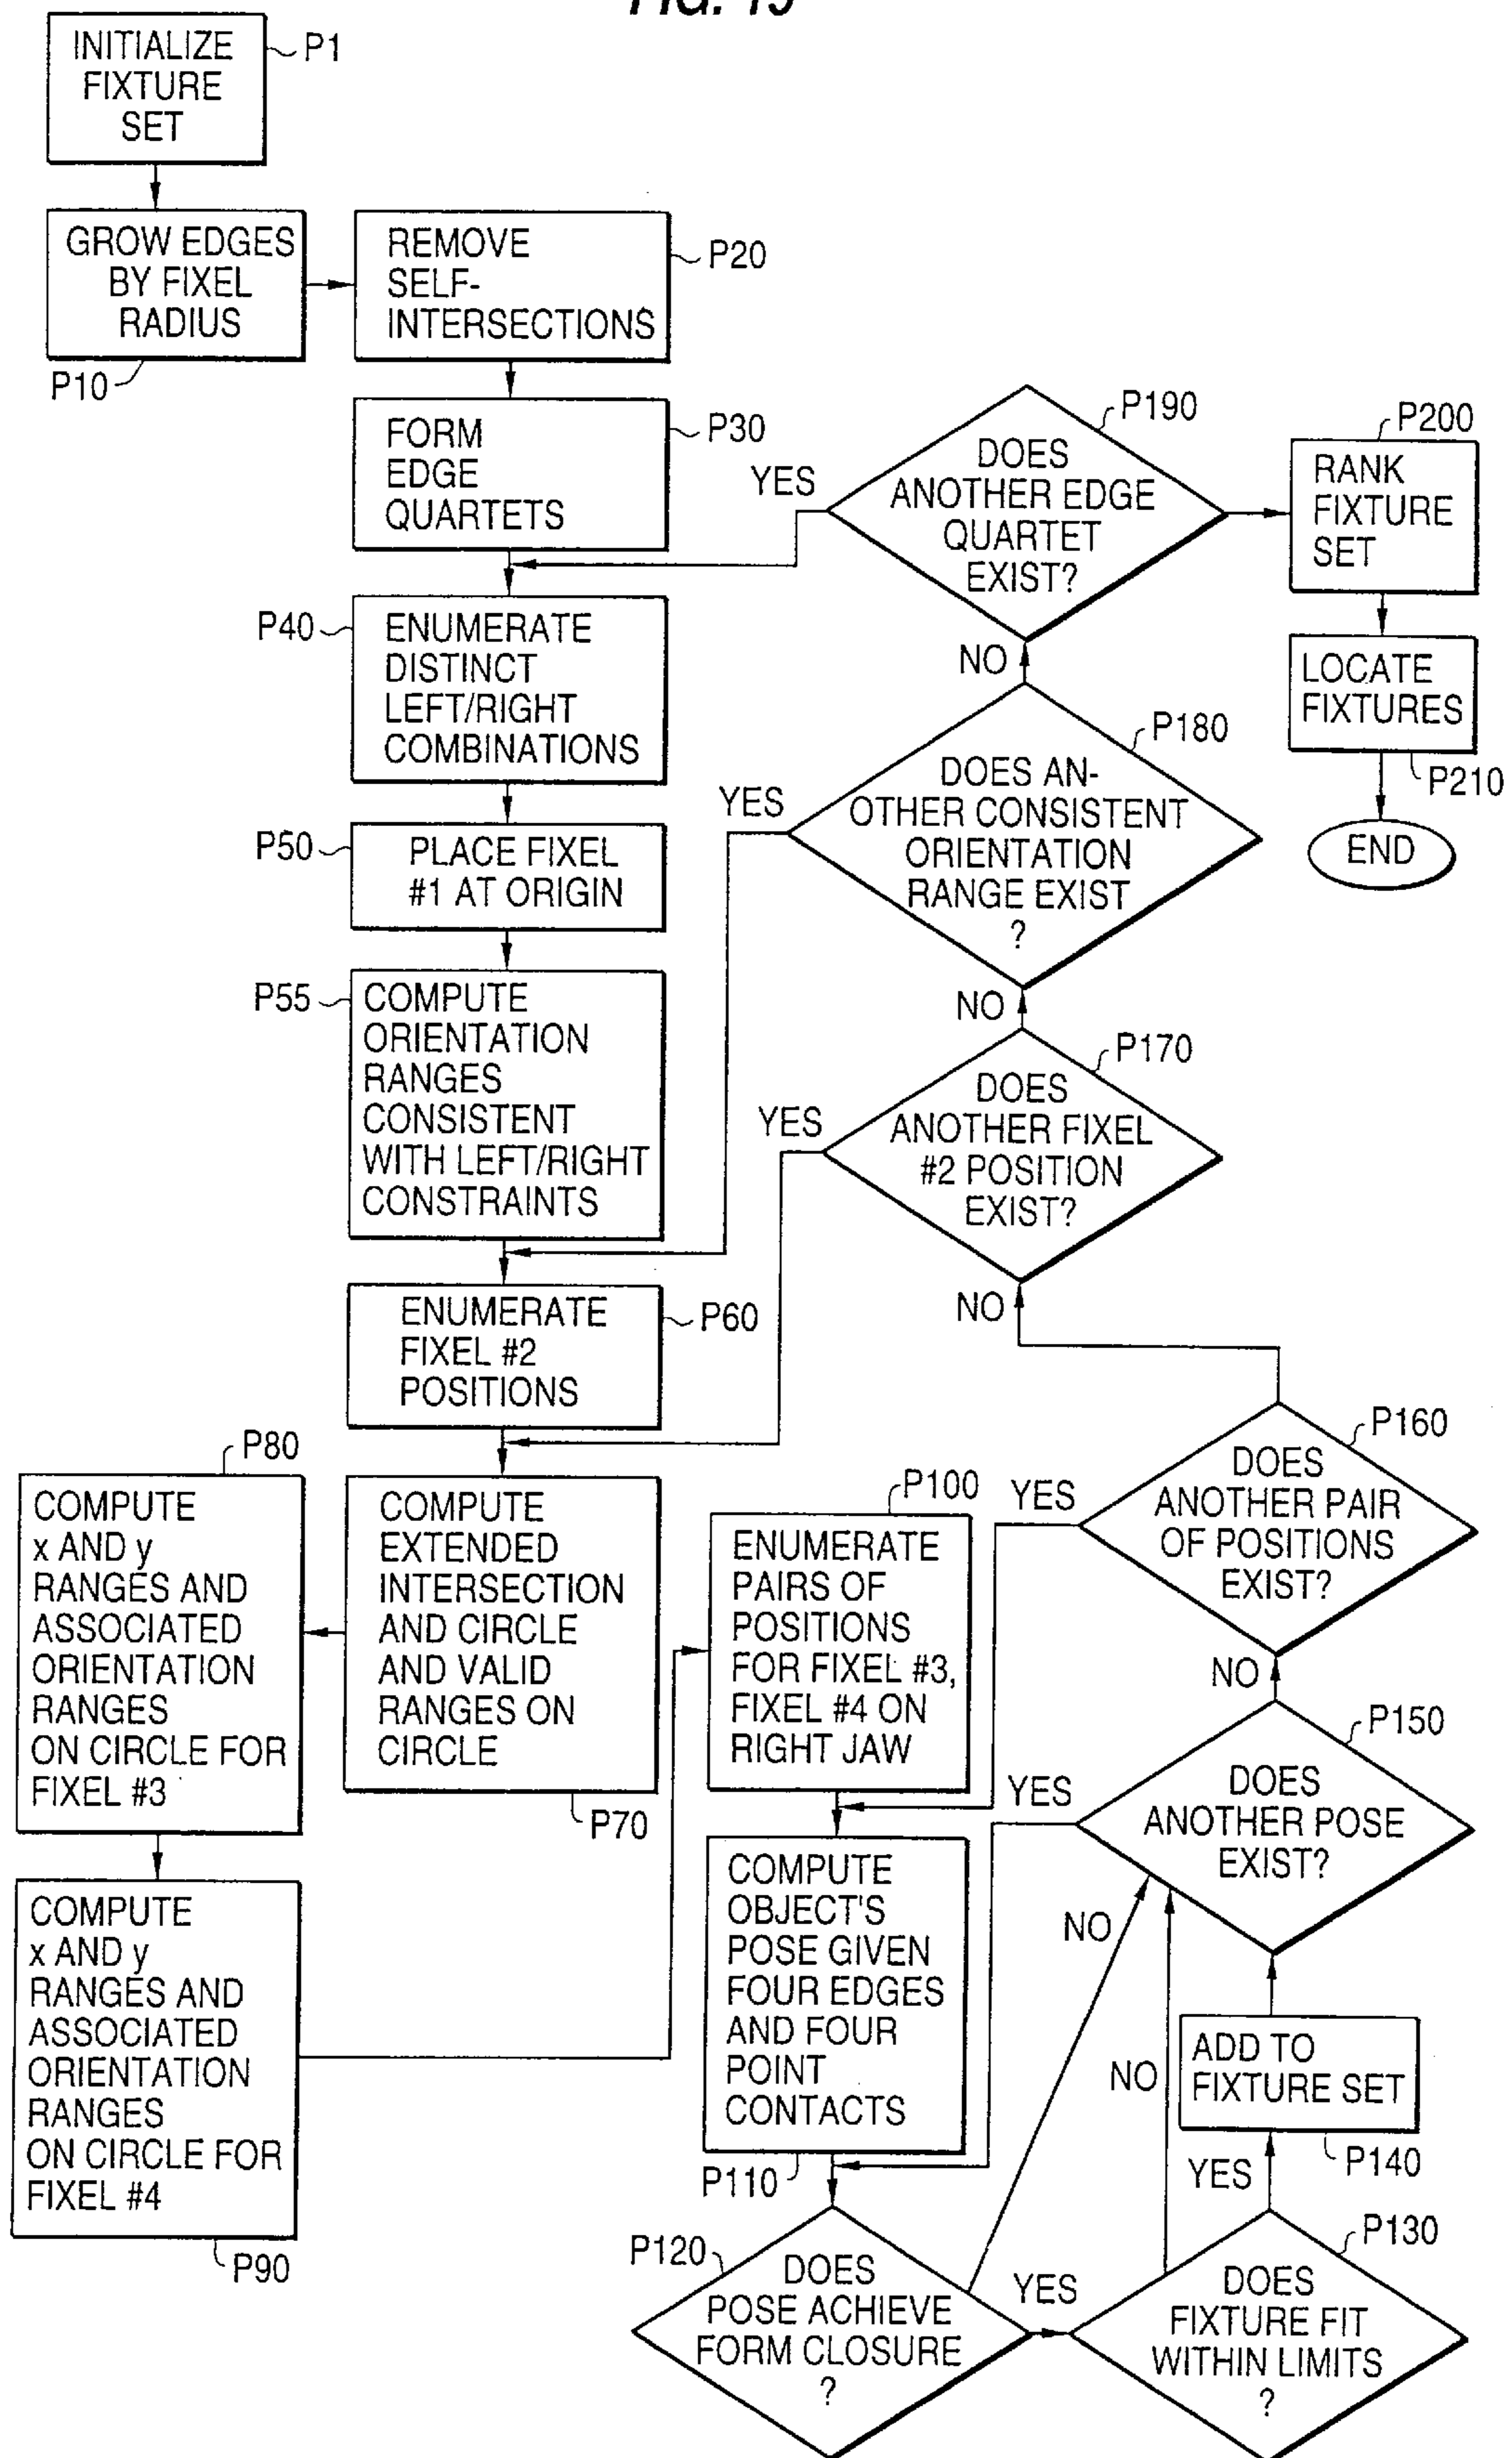 FIG. 19
INITIALIZE
FIXTURE
SET
P1
GROW EDGES
BY FIXEL
RADIUS
P10
REMOVE
SELF-
INTERSECTIONS
P20
FORM
EDGE
QUARTETS
P30
ENUMERATE
DISTINCT
LEFT/RIGHT
COMBINATIONS
P40
PLACE FIXEL
#1 AT ORIGIN
P50
COMPUTE
ORIENTATION
RANGES
CONSISTENT
WITH LEFT/RIGHT
CONSTRAINTS
P55
ENUMERATE
FIXEL #2
POSITIONS
P60
COMPUTE
EXTENDED
INTERSECTION
AND CIRCLE
AND VALID
RANGES ON
CIRCLE
P70
COMPUTE
x AND y
RANGES AND
ASSOCIATED
ORIENTATION
RANGES
ON CIRCLE FOR
FIXEL #3
P80
COMPUTE
x AND y
RANGES AND
ASSOCIATED
ORIENTATION
RANGES
ON CIRCLE FOR
FIXEL #4
P90
ENUMERATE
PAIRS OF
POSITIONS
FOR FIXEL #3,
FIXEL #4 ON
RIGHT JAW
P100
COMPUTE
OBJECT'S
POSE GIVEN
FOUR EDGES
AND FOUR
POINT
CONTACTS
P110
DOES
POSE ACHIEVE
FORM CLOSURE
?
P120
YES
NO
DOES
FIXTURE FIT
WITHIN LIMITS
?
P130
YES
NO
ADD TO
FIXTURE SET
P140
DOES
ANOTHER POSE
EXIST?
P150
YES
NO
DOES
ANOTHER PAIR
OF POSITIONS
EXIST?
P160
YES
NO
DOES
ANOTHER FIXEL
#2 POSITION
EXIST?
P170
YES
NO
DOES AN-
OTHER CONSISTENT
ORIENTATION
RANGE EXIST
?
P180
YES
NO
DOES
ANOTHER EDGE
QUARTET
EXIST?
P190
YES
RANK
FIXTURE
SET
P200
LOCATE
FIXTURES
P210
END